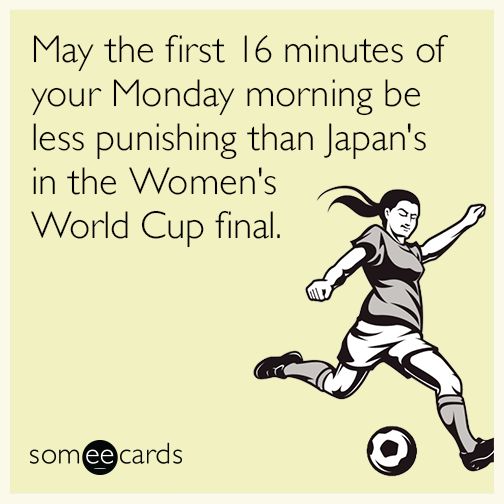 May the first 16 minutes of
your Monday morning be
less punishing than Japan's
in the Women's
World Cup final.
someecards